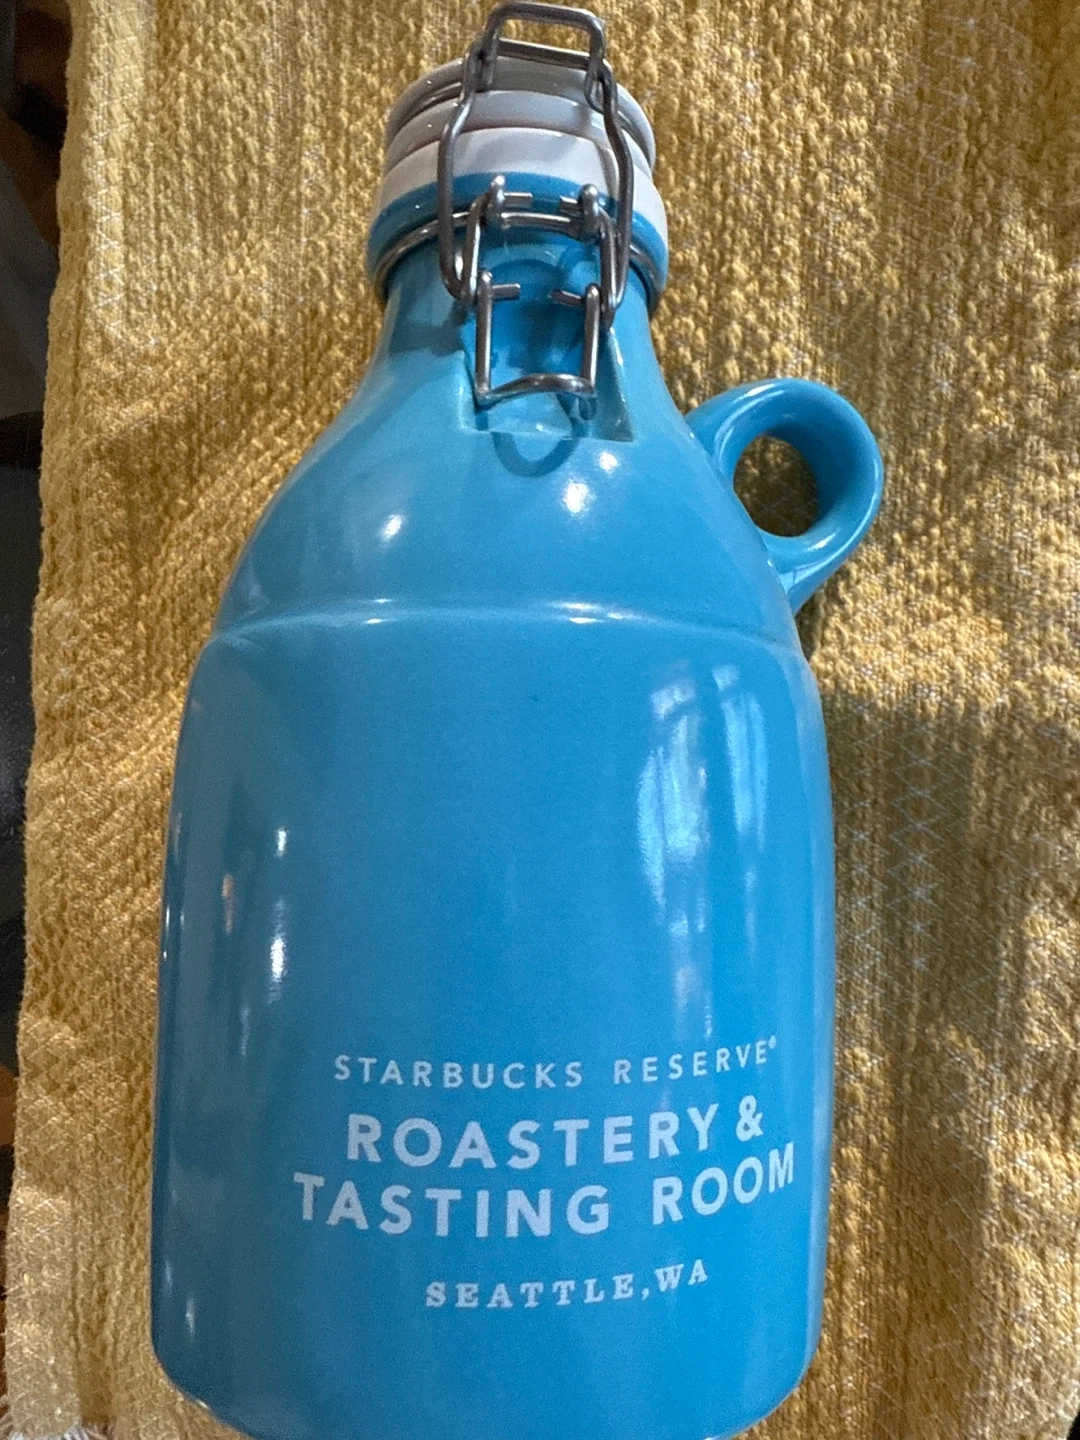 STARBUCKS RESERVE®
ROASTERY &
TASTING ROOM
SEATTLE, WA